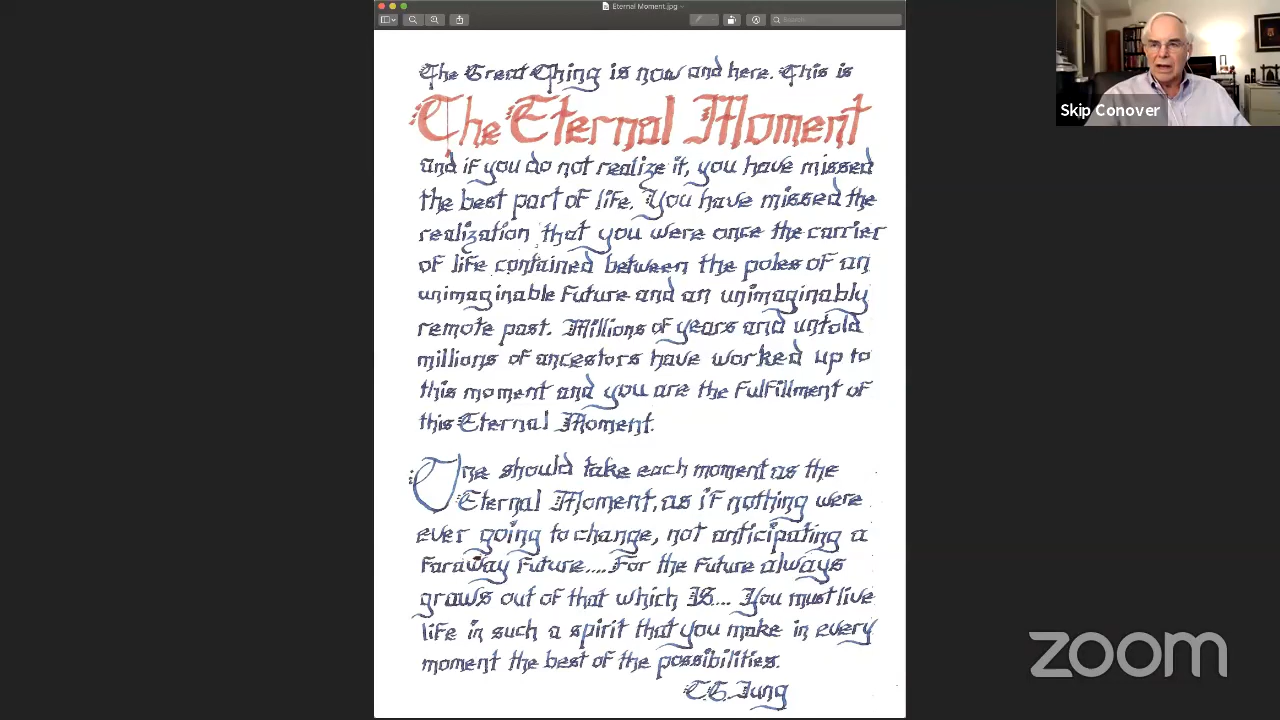 Eternal Moment.jpg
Search
The Great Thing is now and here. This is
The Eternal Moment
and if you do not realize it, you have missed
the best part of life. You have missed the
realization that you were once the carrier
of life contained between the poles of an
unimaginable future and an unimaginably
remote past. Millions of years and untold
millions of ancestors have worked up to
this moment and you are the fulfillment of
this Eternal Moment.
One should take each moment as the
Eternal Moment, as if nothing were
ever going to change, not anticipating a
faraway future.... For the future always
grows out of that which IS... You must live
life in such a spirit that you make in every
moment the best of the possibilities.
C.G. Jung
Skip Conover
zoom